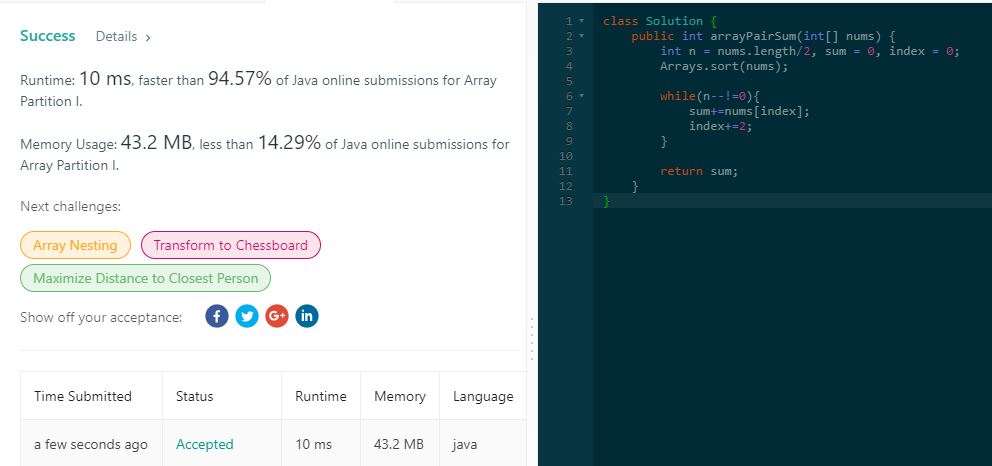 Success Details >
Runtime: 10 ms, faster than 94.57% of Java online submissions for Array
Partition I.
Memory Usage: 43.2 MB, less than 14.29% of Java online submissions for
Array Partition I.
Next challenges:
Array Nesting
Transform to Chessboard
Maximize Distance to Closest Person
Show off your acceptance: f G+ in
Time Submitted Status Runtime Memory Language
a few seconds ago Accepted 10 ms 43.2 MB java
1 class Solution {
2 public int arrayPairSum(int[] nums) {
3 int n = nums.length/2, sum = 0, index = 0;
4 Arrays.sort(nums);
5
6 while(n--!=0){
7 sum+=nums[index];
8 index+=2;
9 }
10
11 return sum;
12 }
13 }